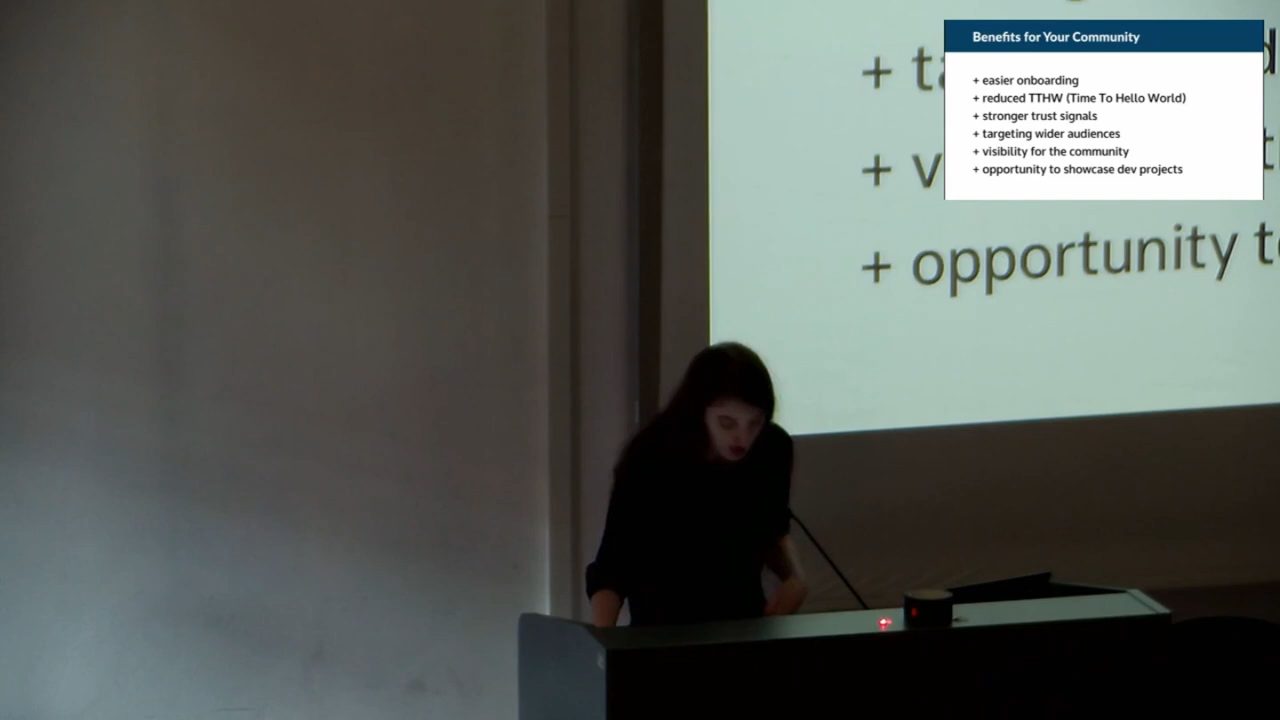 Benefits for Your Community
+ easier onboarding
+ reduced TTHW (Time To Hello World)
+ stronger trust signals
+ targeting wider audiences
+ visibility for the community
+ opportunity to showcase dev projects
+ opportunity